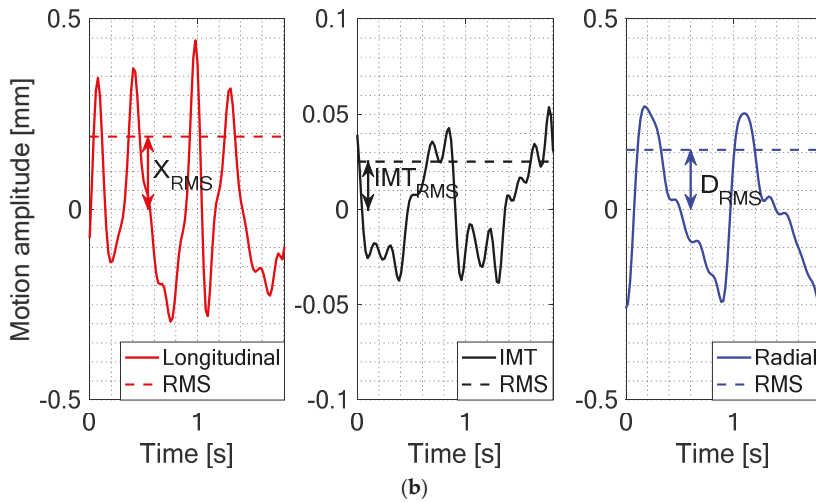 Motion amplitude [mm]
0.5
0
-0.5
X_RMS
Longitudinal
RMS
0
1
Time [s]
0.1
0.05
0
-0.05
-0.1
IMT_RMS
IMT
RMS
0
1
Time [s]
0.5
0
-0.5
D_RMS
Radial
RMS
0
1
Time [s]
(b)